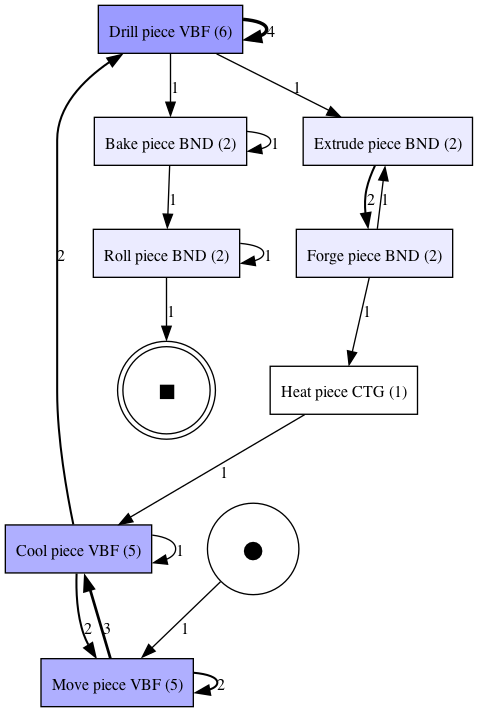 Drill piece VBF (6)
4
1
1
Bake piece BND (2)
1
Extrude piece BND (2)
1
2
1
2
Roll piece BND (2)
1
Forge piece BND (2)
1
1
Heat piece CTG (1)
1
Cool piece VBF (5)
1
2
3
1
Move piece VBF (5)
2